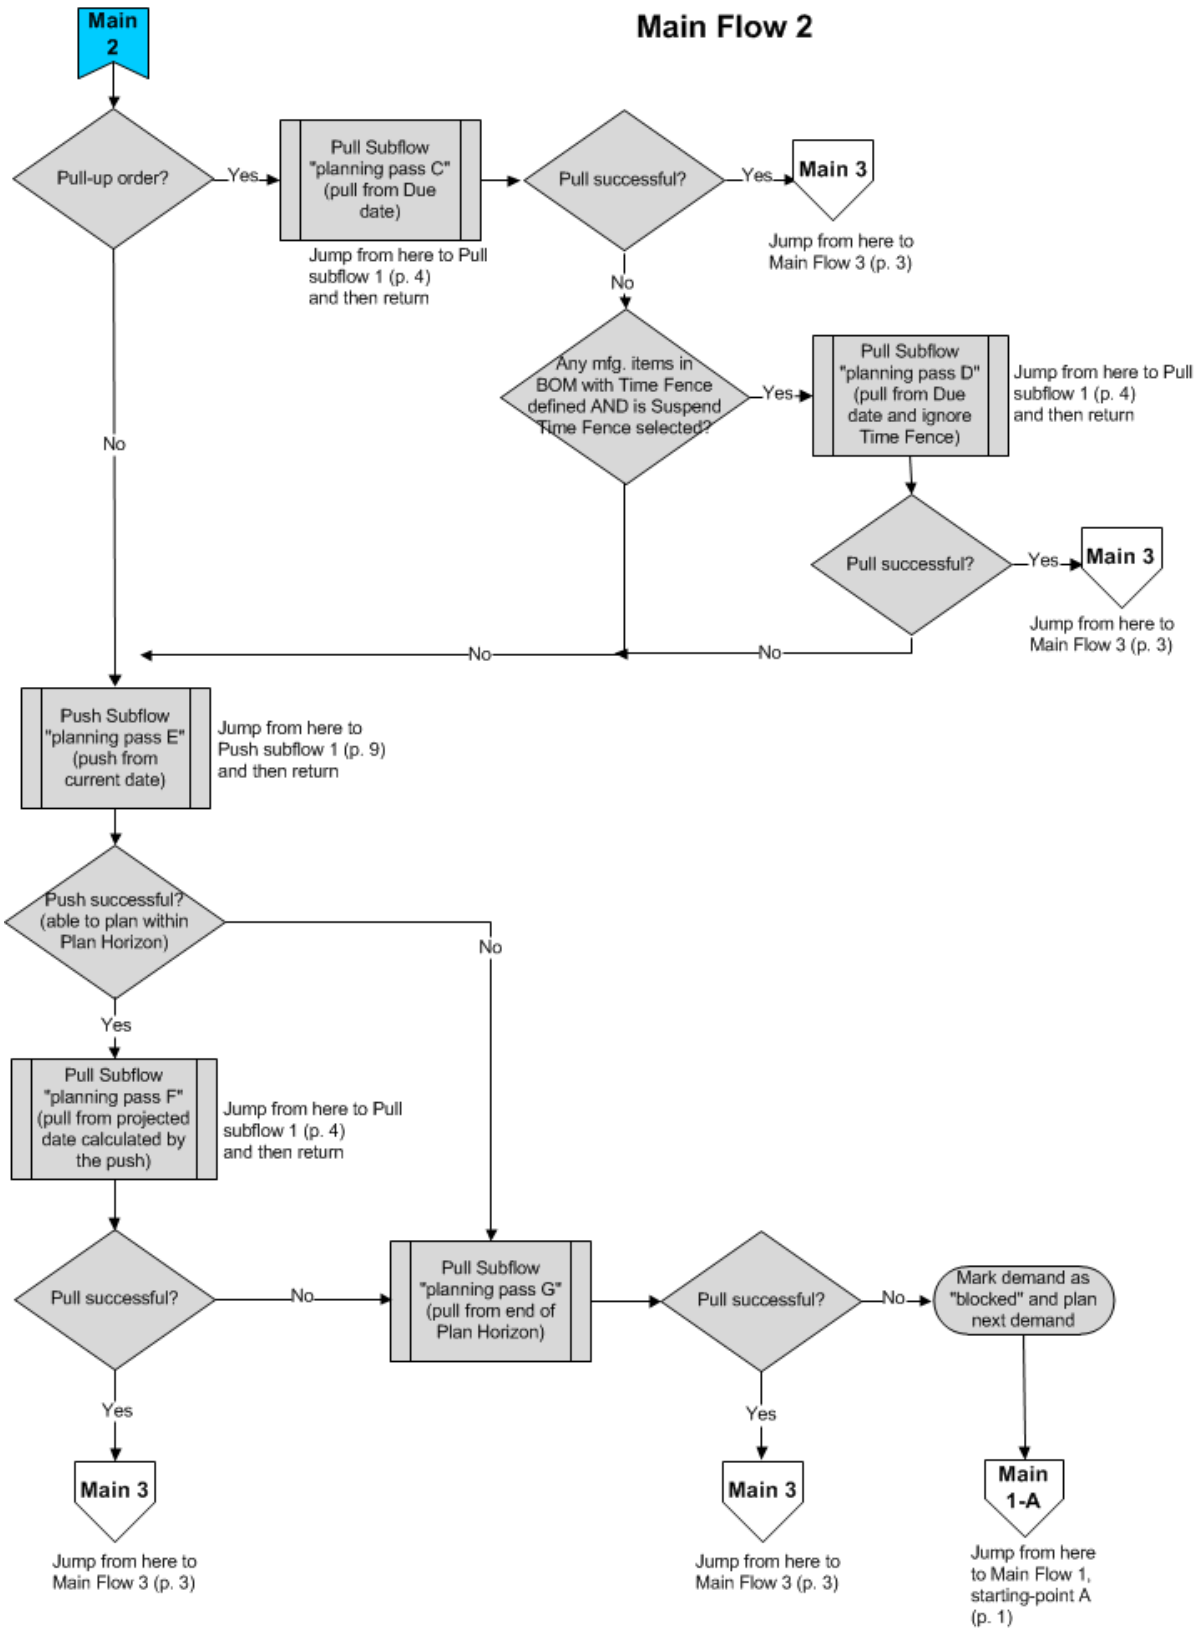 Main Flow 2
Main
2
Pull-up order?
Yes
Pull Subflow
"planning pass C"
(pull from Due
date)
Jump from here to Pull
subflow 1 (p. 4)
and then return
Pull successful?
Yes
Main 3
Jump from here to
Main Flow 3 (p. 3)
No
Any mfg. items in
BOM with Time Fence
defined AND is Suspend
Time Fence selected?
Yes
Pull Subflow
"planning pass D"
(pull from Due
date and ignore
Time Fence)
Jump from here to Pull
subflow 1 (p. 4)
and then return
No
Pull successful?
Yes
Main 3
Jump from here to
Main Flow 3 (p. 3)
No
No
Push Subflow
"planning pass E"
(push from
current date)
Jump from here to
Push subflow 1 (p. 9)
and then return
Push successful?
(able to plan within
Plan Horizon)
No
Yes
Pull Subflow
"planning pass F"
(pull from projected
date calculated by
the push)
Jump from here to Pull
subflow 1 (p. 4)
and then return
Pull successful?
No
Pull Subflow
"planning pass G"
(pull from end of
Plan Horizon)
Pull successful?
No
Mark demand as
"blocked" and plan
next demand
Yes
Main 3
Jump from here to
Main Flow 3 (p. 3)
Yes
Main 3
Jump from here to
Main Flow 3 (p. 3)
Main
1-A
Jump from here
to Main Flow 1,
starting-point A
(p. 1)